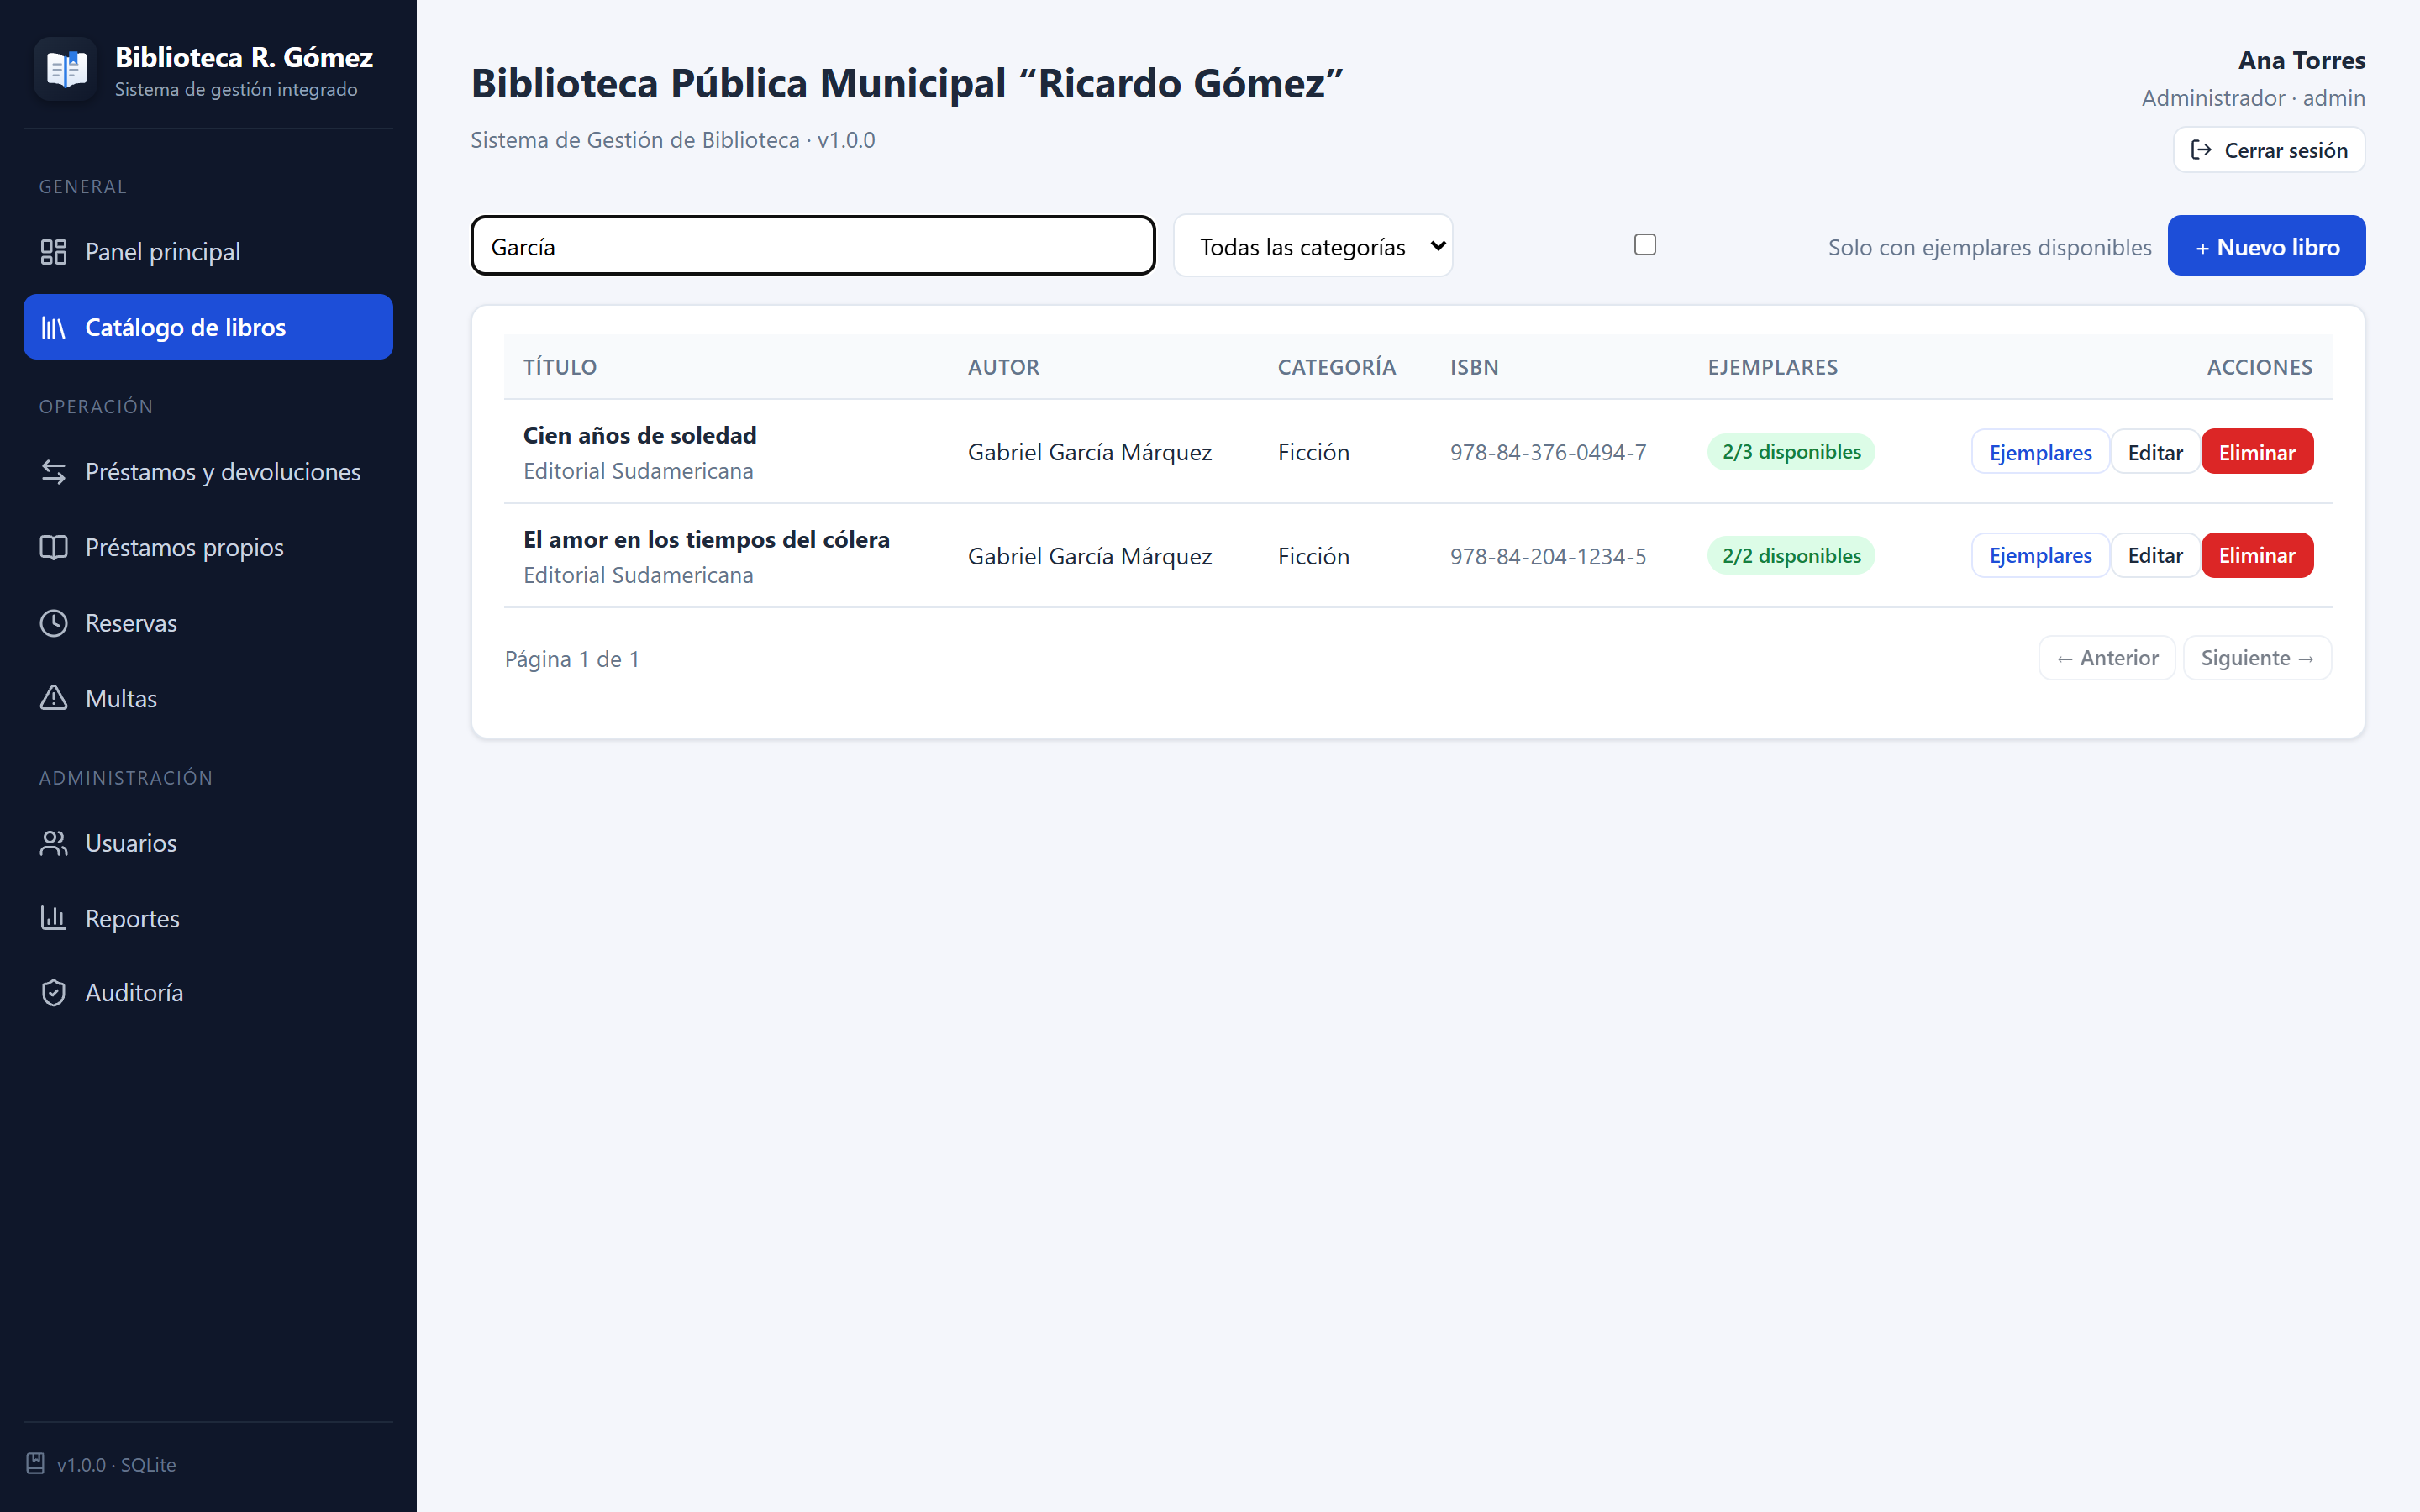 Biblioteca R. Gómez
Sistema de gestión integrado
GENERAL
Panel principal
Catálogo de libros
OPERACIÓN
Préstamos y devoluciones
Préstamos propios
Reservas
Multas
ADMINISTRACIÓN
Usuarios
Reportes
Auditoría
v1.0.0 · SQLite
Biblioteca Pública Municipal “Ricardo Gómez”
Sistema de Gestión de Biblioteca · v1.0.0
Ana Torres
Administrador · admin
Cerrar sesión
García
Todas las categorías
Solo con ejemplares disponibles
+ Nuevo libro
TÍTULO AUTOR CATEGORÍA ISBN EJEMPLARES ACCIONES
Cien años de soledad
Editorial Sudamericana
Gabriel García Márquez Ficción 978-84-376-0494-7 2/3 disponibles Ejemplares Editar Eliminar
El amor en los tiempos del cólera
Editorial Sudamericana
Gabriel García Márquez Ficción 978-84-204-1234-5 2/2 disponibles Ejemplares Editar Eliminar
Página 1 de 1
← Anterior Siguiente →